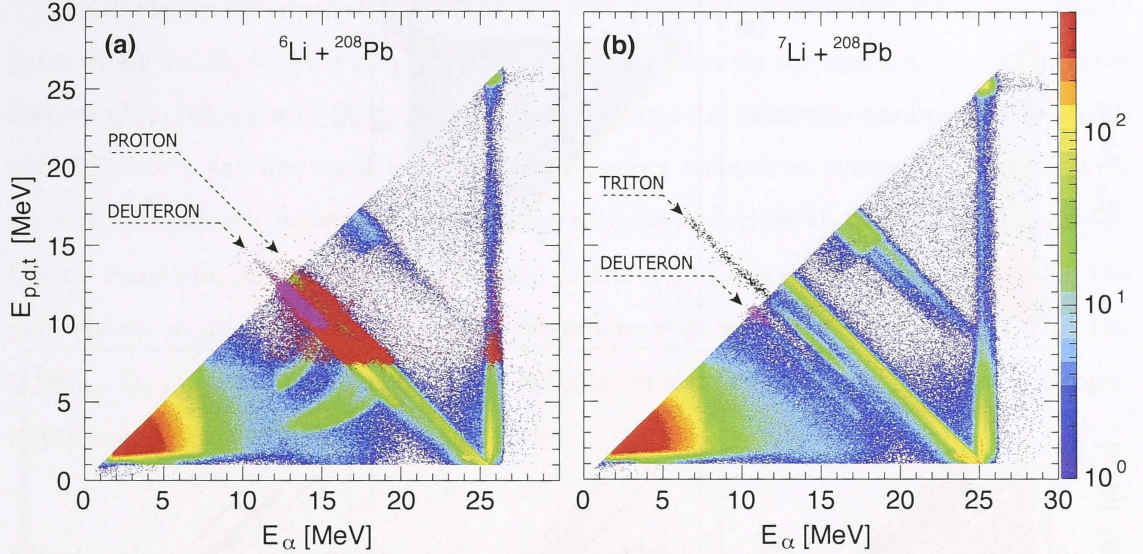 30
25
20
15
10
5
0
E_p,d,t [MeV]
(a)
⁶Li + ²⁰⁸Pb
PROTON
DEUTERON
0
5
10
15
20
25
E_α [MeV]
(b)
⁷Li + ²⁰⁸Pb
TRITON
DEUTERON
0
5
10
15
20
25
30
E_α [MeV]
10²
10¹
10⁰